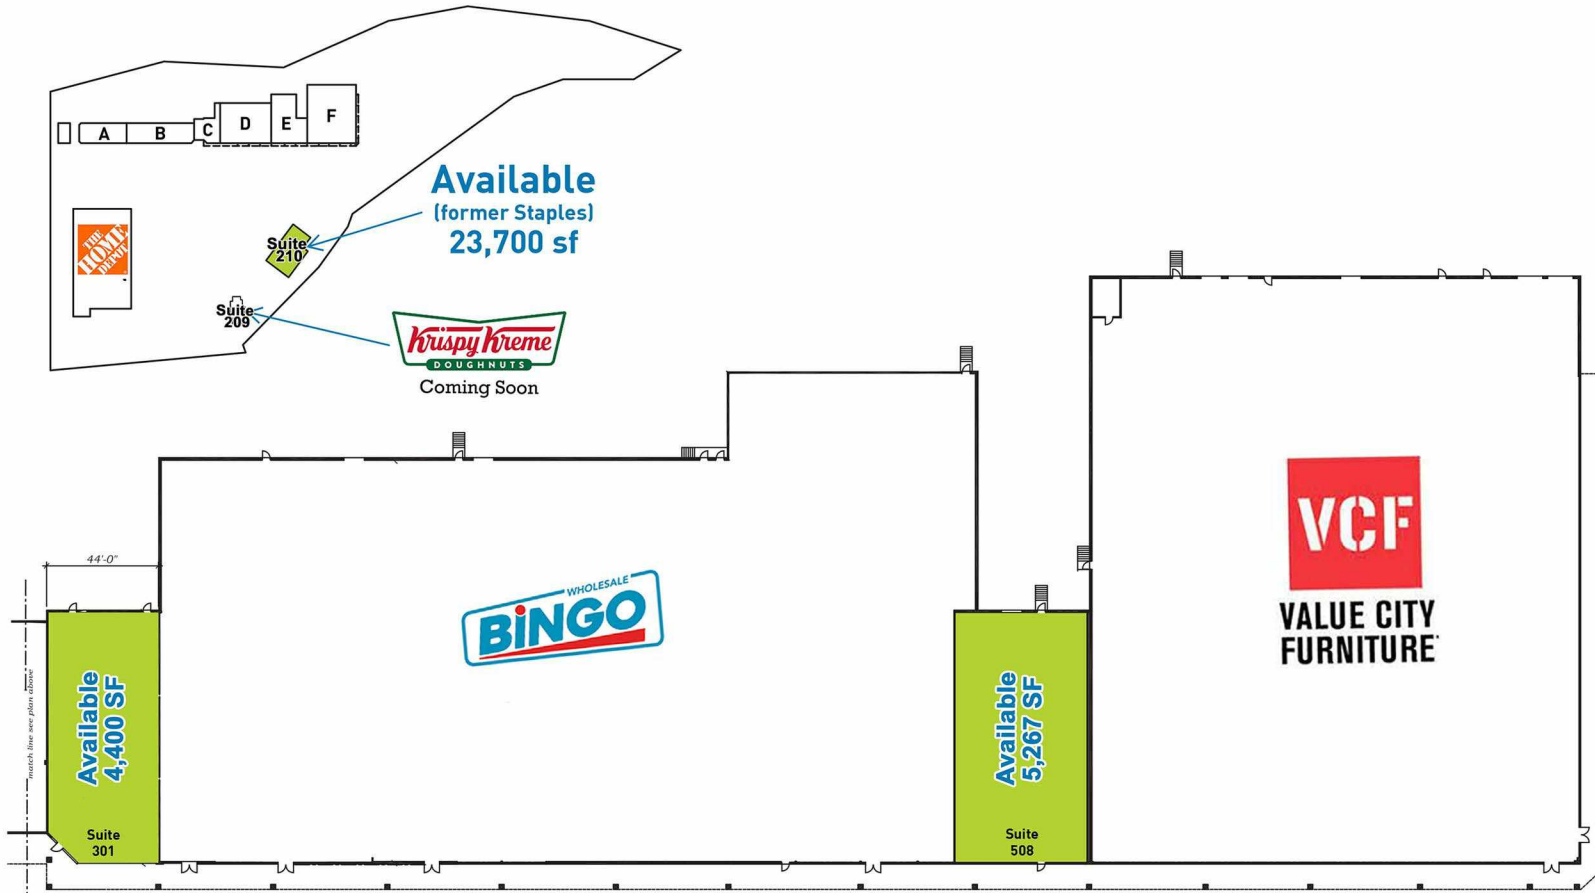 A
B
C
D
E
F
Available
(former Staples)
23,700 sf
THE
HOME
DEPOT
Suite
210
Suite
209
Krispy Kreme
DOUGHNUTS
Coming Soon
44'-0"
match line see plan above
Available
4,400 SF
Suite
301
WHOLESALE
BiNGO
Available
5,267 SF
Suite
508
VCF
VALUE CITY
FURNITURE